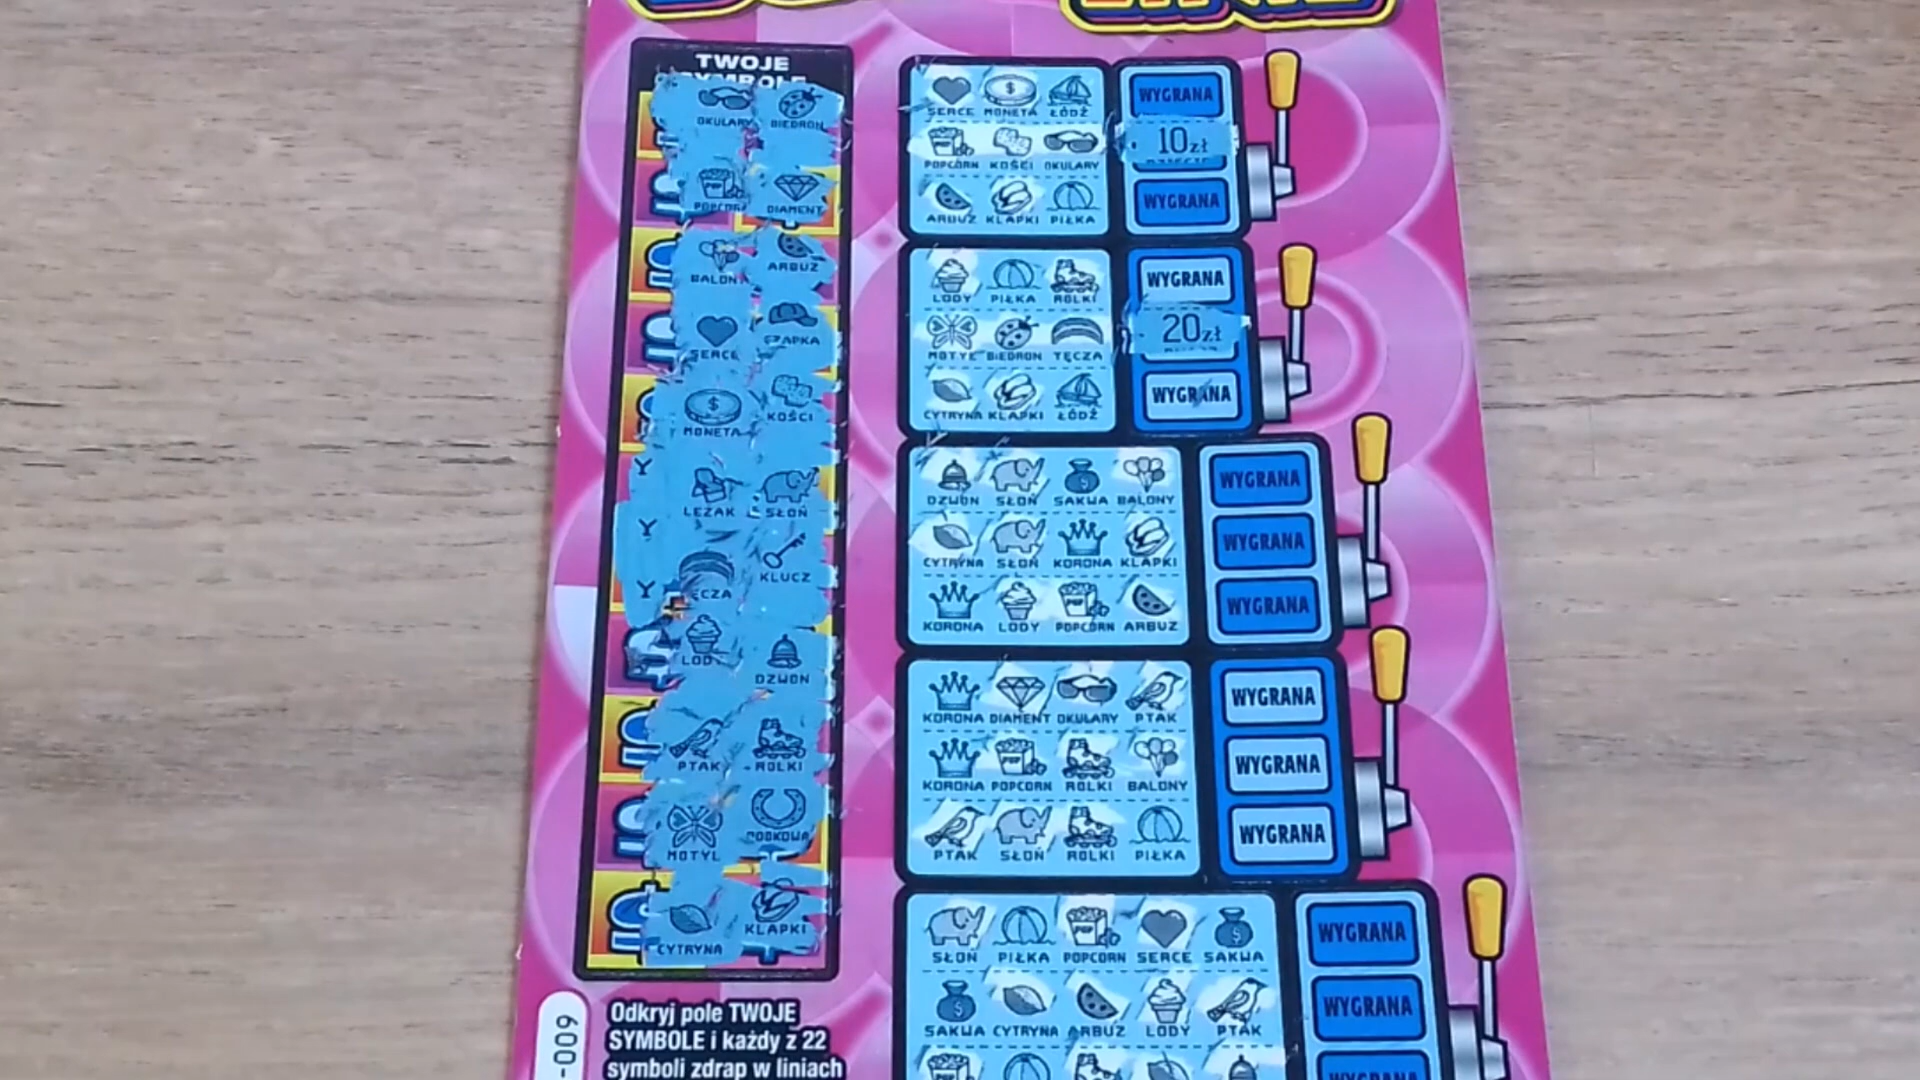 TWOJE
SYMBOLE
OKULARY BIEDRON
POPCORN DIAMENT
BALONY ARBUZ
SERCE CZAPKA
MONETA KOŚCI
LEŻAK SŁOŃ
TĘCZA KLUCZ
LODY DZWON
PTAK ROLKI
MOTYL PODKOWA
CYTRYNA KLAPKI
SERCE MONETA ŁÓDŹ
POPCORN KOŚCI OKULARY
ARBUZ KLAPKI PIŁKA
WYGRANA
10zł
WYGRANA
LODY PIŁKA ROLKI
MOTYL BIEDRON TĘCZA
CYTRYNA KLAPKI ŁÓDŹ
WYGRANA
20zł
WYGRANA
DZWON SŁOŃ SAKWA BALONY
CYTRYNA SŁOŃ KORONA KLAPKI
KORONA LODY POPCORN ARBUZ
WYGRANA
WYGRANA
WYGRANA
KORONA DIAMENT OKULARY PTAK
KORONA POPCORN ROLKI BALONY
PTAK SŁOŃ ROLKI PIŁKA
WYGRANA
WYGRANA
WYGRANA
SŁOŃ PIŁKA POPCORN SERCE SAKWA
SAKWA CYTRYNA ARBUZ LODY PTAK
WYGRANA
WYGRANA
WYGRANA
-009
Odkryj pole TWOJE
SYMBOLE i każdy z 22
symboli zdrap w liniach